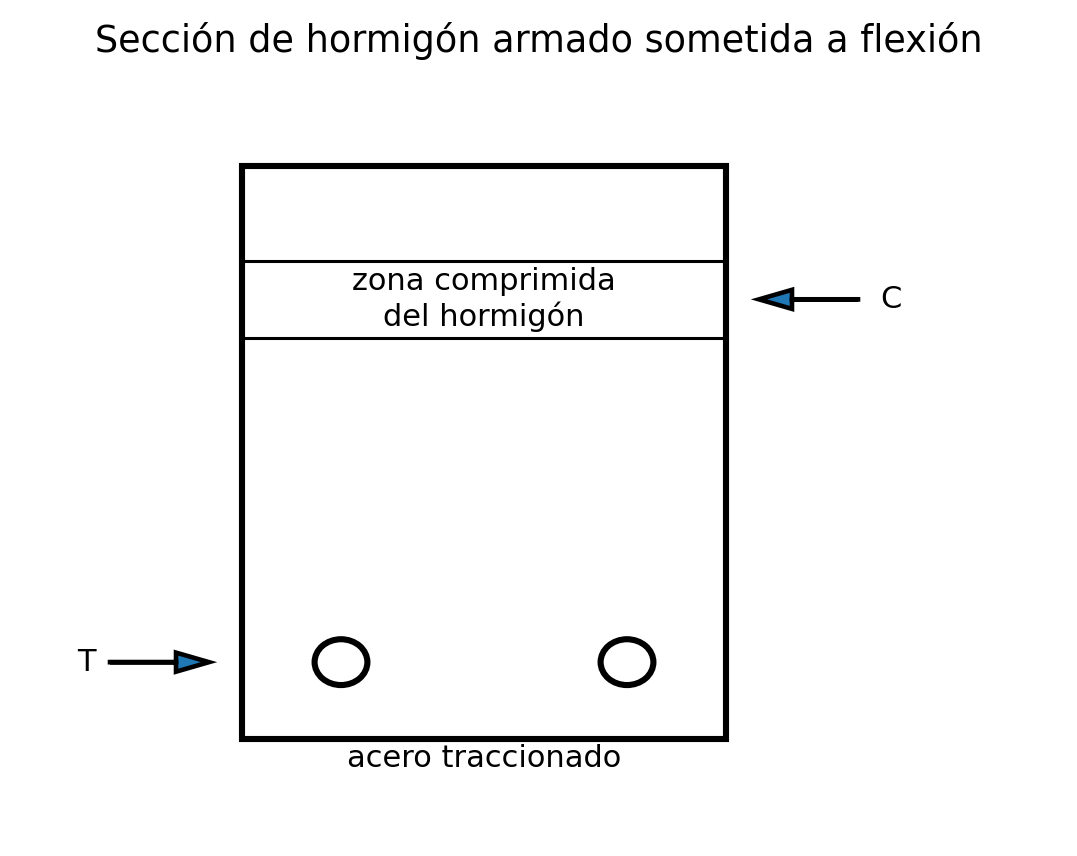 Sección de hormigón armado sometida a flexión
zona comprimida
del hormigón
C
T
acero traccionado